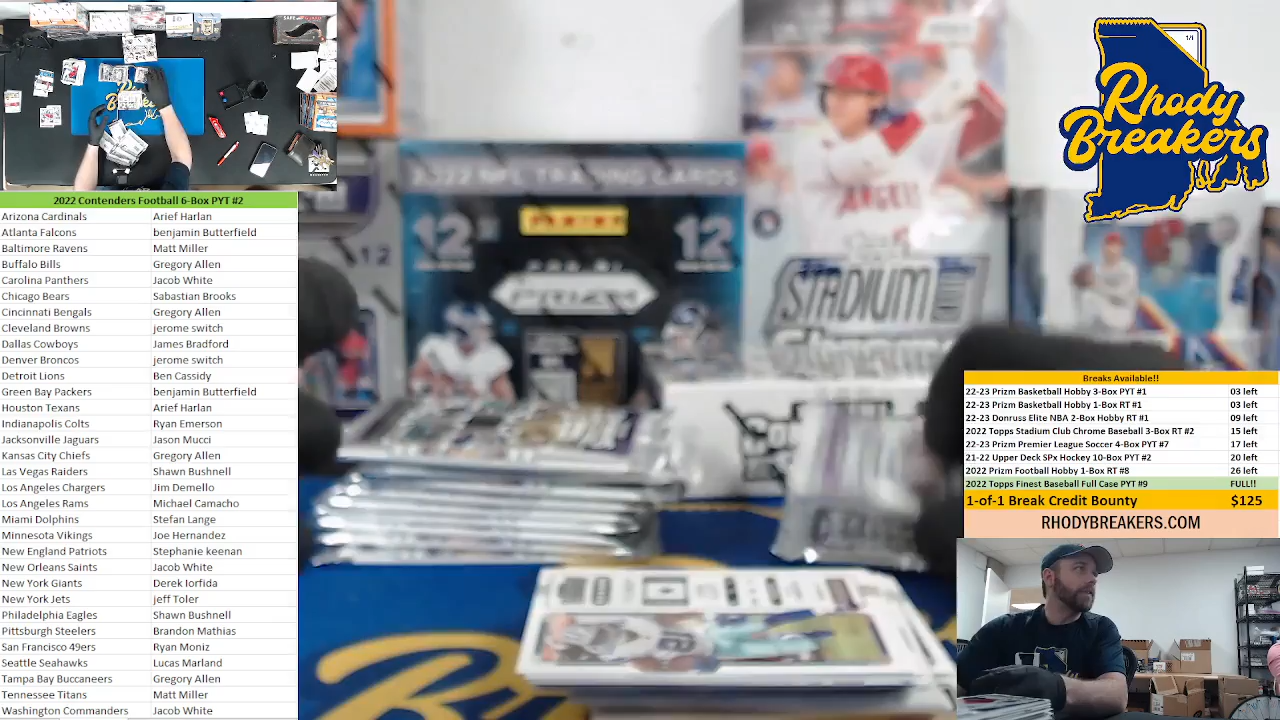 2022 Contenders Football 6-Box PYT #2
Arizona Cardinals Arief Harlan
Atlanta Falcons benjamin Butterfield
Baltimore Ravens Matt Miller
Buffalo Bills Gregory Allen
Carolina Panthers Jacob White
Chicago Bears Sabastian Brooks
Cincinnati Bengals Gregory Allen
Cleveland Browns jerome switch
Dallas Cowboys James Bradford
Denver Broncos jerome switch
Detroit Lions Ben Cassidy
Green Bay Packers benjamin Butterfield
Houston Texans Arief Harlan
Indianapolis Colts Ryan Emerson
Jacksonville Jaguars Jason Mucci
Kansas City Chiefs Gregory Allen
Las Vegas Raiders Shawn Bushnell
Los Angeles Chargers Jim Demello
Los Angeles Rams Michael Camacho
Miami Dolphins Stefan Lange
Minnesota Vikings Joe Hernandez
New England Patriots Stephanie keenan
New Orleans Saints Jacob White
New York Giants Derek Iorfida
New York Jets jeff Toler
Philadelphia Eagles Shawn Bushnell
Pittsburgh Steelers Brandon Mathias
San Francisco 49ers Ryan Moniz
Seattle Seahawks Lucas Marland
Tampa Bay Buccaneers Gregory Allen
Tennessee Titans Matt Miller
Washington Commanders Jacob White
2022 NFL TRADING CARDS
PANINI
12 12
PRIZM
ANGELS
STADIUM
12
1/1
Rhody
Breakers
Breaks Available!!
22-23 Prizm Basketball Hobby 3-Box PYT #1 03 left
22-23 Prizm Basketball Hobby 1-Box RT #1 03 left
22-23 Donruss Elite NBA 2-Box Hobby RT #1 09 left
2022 Topps Stadium Club Chrome Baseball 3-Box RT #2 15 left
22-23 Prizm Premier League Soccer 4-Box PYT #7 17 left
21-22 Upper Deck SPx Hockey 10-Box PYT #2 20 left
2022 Prizm Football Hobby 1-Box RT #8 26 left
2022 Topps Finest Baseball Full Case PYT #9 FULL!!
1-of-1 Break Credit Bounty $125
RHODYBREAKERS.COM